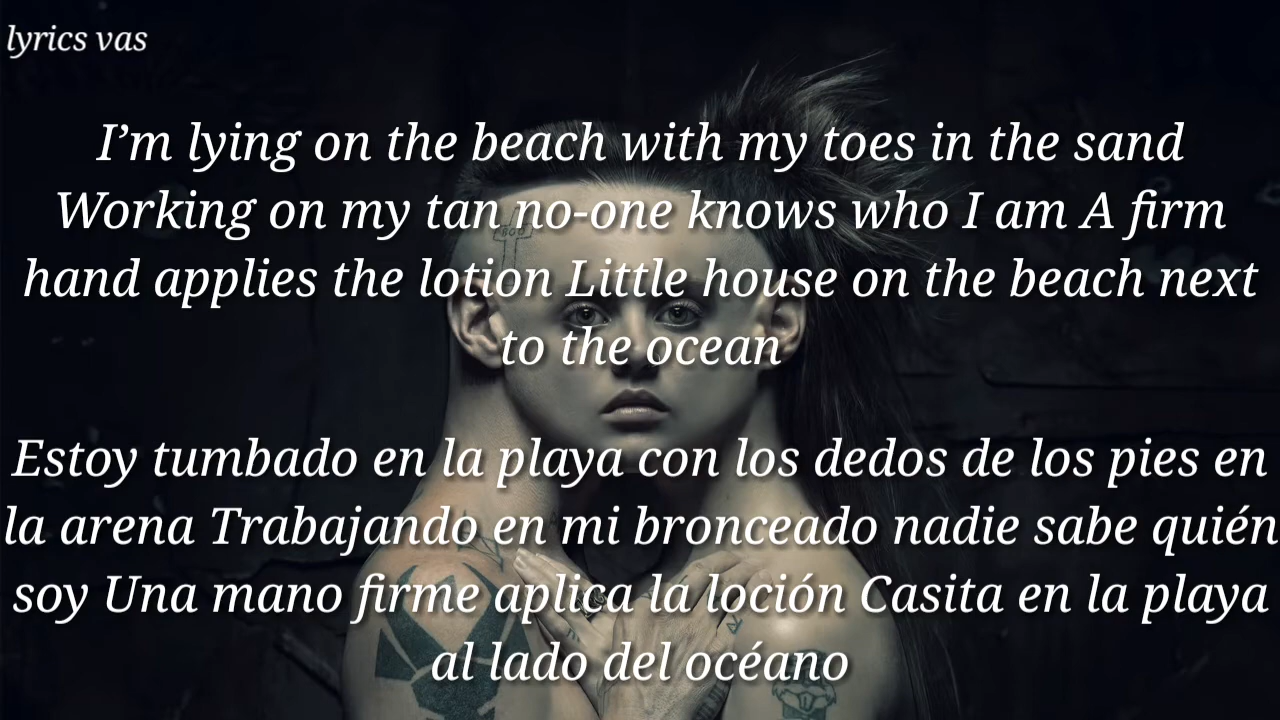 lyrics vas
I’m lying on the beach with my toes in the sand
Working on my tan no-one knows who I am A firm
hand applies the lotion Little house on the beach next
to the ocean
Estoy tumbado en la playa con los dedos de los pies en
la arena Trabajando en mi bronceado nadie sabe quién
soy Una mano firme aplica la loción Casita en la playa
al lado del océano